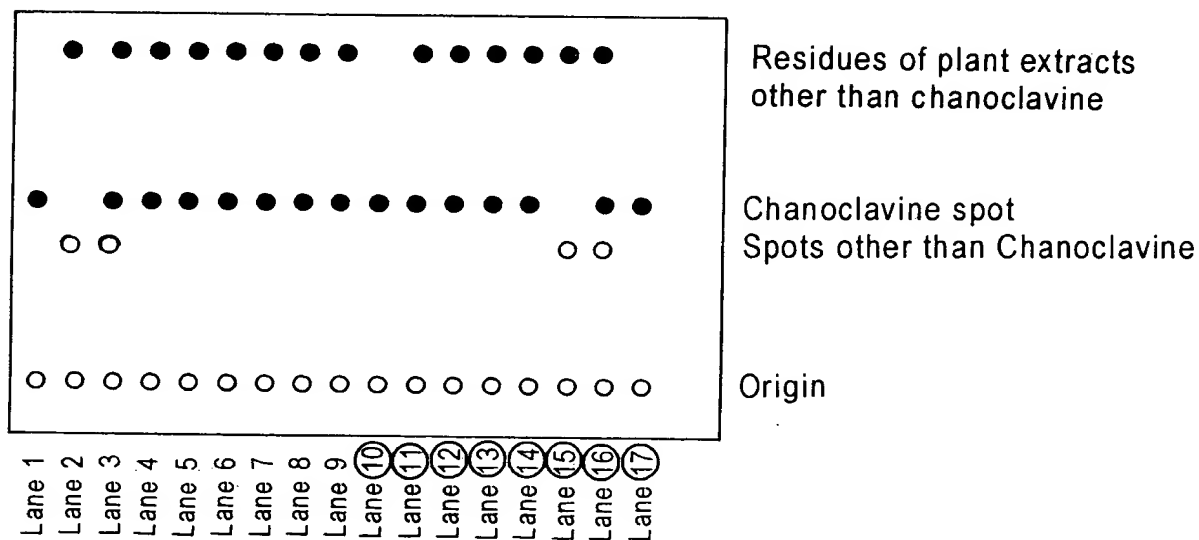 Residues of plant extracts
other than chanoclavine
Chanoclavine spot
Spots other than Chanoclavine
Origin
Lane 1
Lane 2
Lane 3
Lane 4
Lane 5
Lane 6
Lane 7
Lane 8
Lane 9
Lane 10
Lane 11
Lane 12
Lane 13
Lane 14
Lane 15
Lane 16
Lane 17